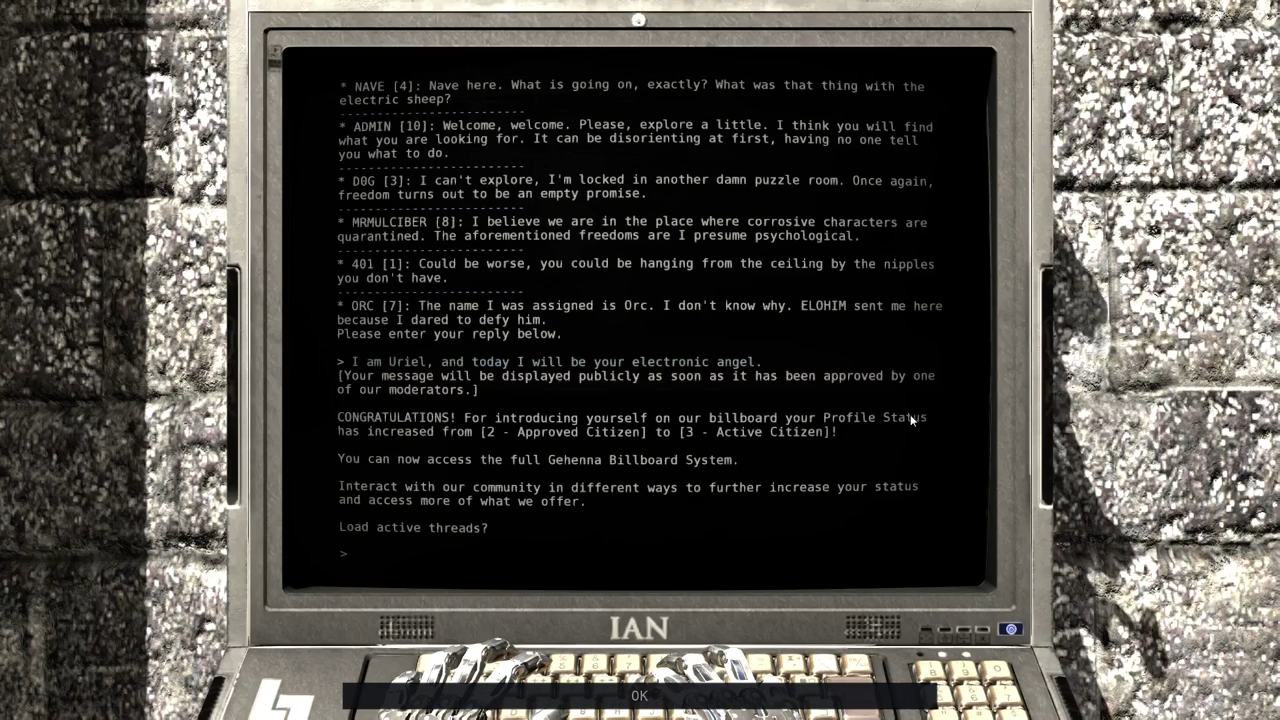 * NAVE [4]: Nave here. What is going on, exactly? What was that thing with the
electric sheep?
------------------------
* ADMIN [10]: Welcome, welcome. Please, explore a little. I think you will find
what you are looking for. It can be disorienting at first, having no one tell
you what to do.
------------------------
* D0G [3]: I can't explore, I'm locked in another damn puzzle room. Once again,
freedom turns out to be an empty promise.
------------------------
* MRMULCIBER [8]: I believe we are in the place where corrosive characters are
quarantined. The aforementioned freedoms are I presume psychological.
------------------------
* 401 [1]: Could be worse, you could be hanging from the ceiling by the nipples
you don't have.
------------------------
* ORC [7]: The name I was assigned is Orc. I don't know why. ELOHIM sent me here
because I dared to defy him.
Please enter your reply below.
> I am Uriel, and today I will be your electronic angel.
[Your message will be displayed publicly as soon as it has been approved by one
of our moderators.]
CONGRATULATIONS! For introducing yourself on our billboard your Profile Status
has increased from [2 - Approved Citizen] to [3 - Active Citizen]!
You can now access the full Gehenna Billboard System.
Interact with our community in different ways to further increase your status
and access more of what we offer.
Load active threads?
>
IAN
OK